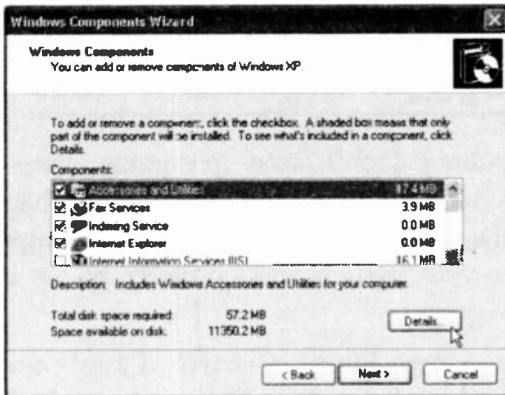 Windows Components Wizard
Windows Components
You can add or remove components of Windows XP.
To add or remove a component, click the checkbox. A shaded box means that only
part of the component will be installed. To see what's included in a component, click
Details.
Components:
Accessories and Utilities 17.4 MB
Fax Services 3.9 MB
Indexing Service 0.0 MB
Internet Explorer 0.0 MB
Internet Information Services (IIS) 16.1 MB
Description: Includes Windows Accessories and Utilities for your computer.
Total disk space required: 57.2 MB
Space available on disk: 11350.2 MB
Details...
< Back
Next >
Cancel